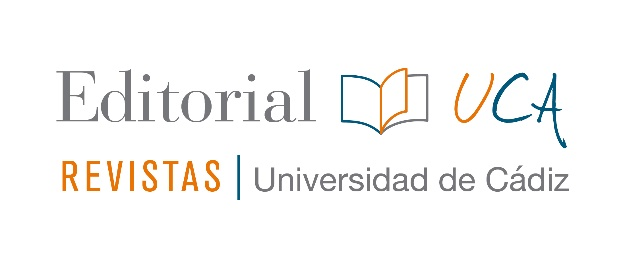 Editorial UCA
REVISTAS | Universidad de Cádiz